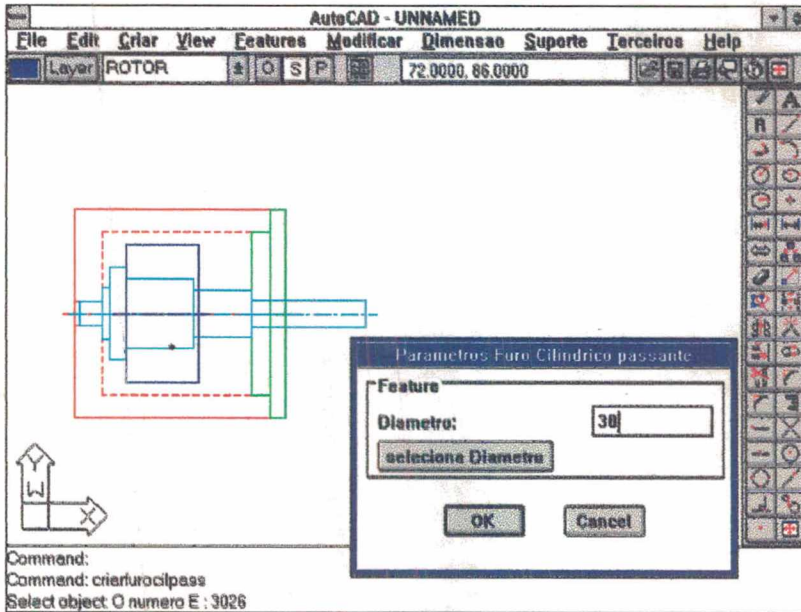 AutoCAD - UNNAMED
File Edit Criar View Features Modificar Dimensao Suporte Terceiros Help
Layer ROTOR O S P 72.0000, 86.0000
A
R
Parametros Furo Cilindrico passante
Feature
Diametro: 30
seleciona Diametro
OK Cancel
Y
W
X
Command:
Command: criarfurocilpass
Select object: O numero E : 3026